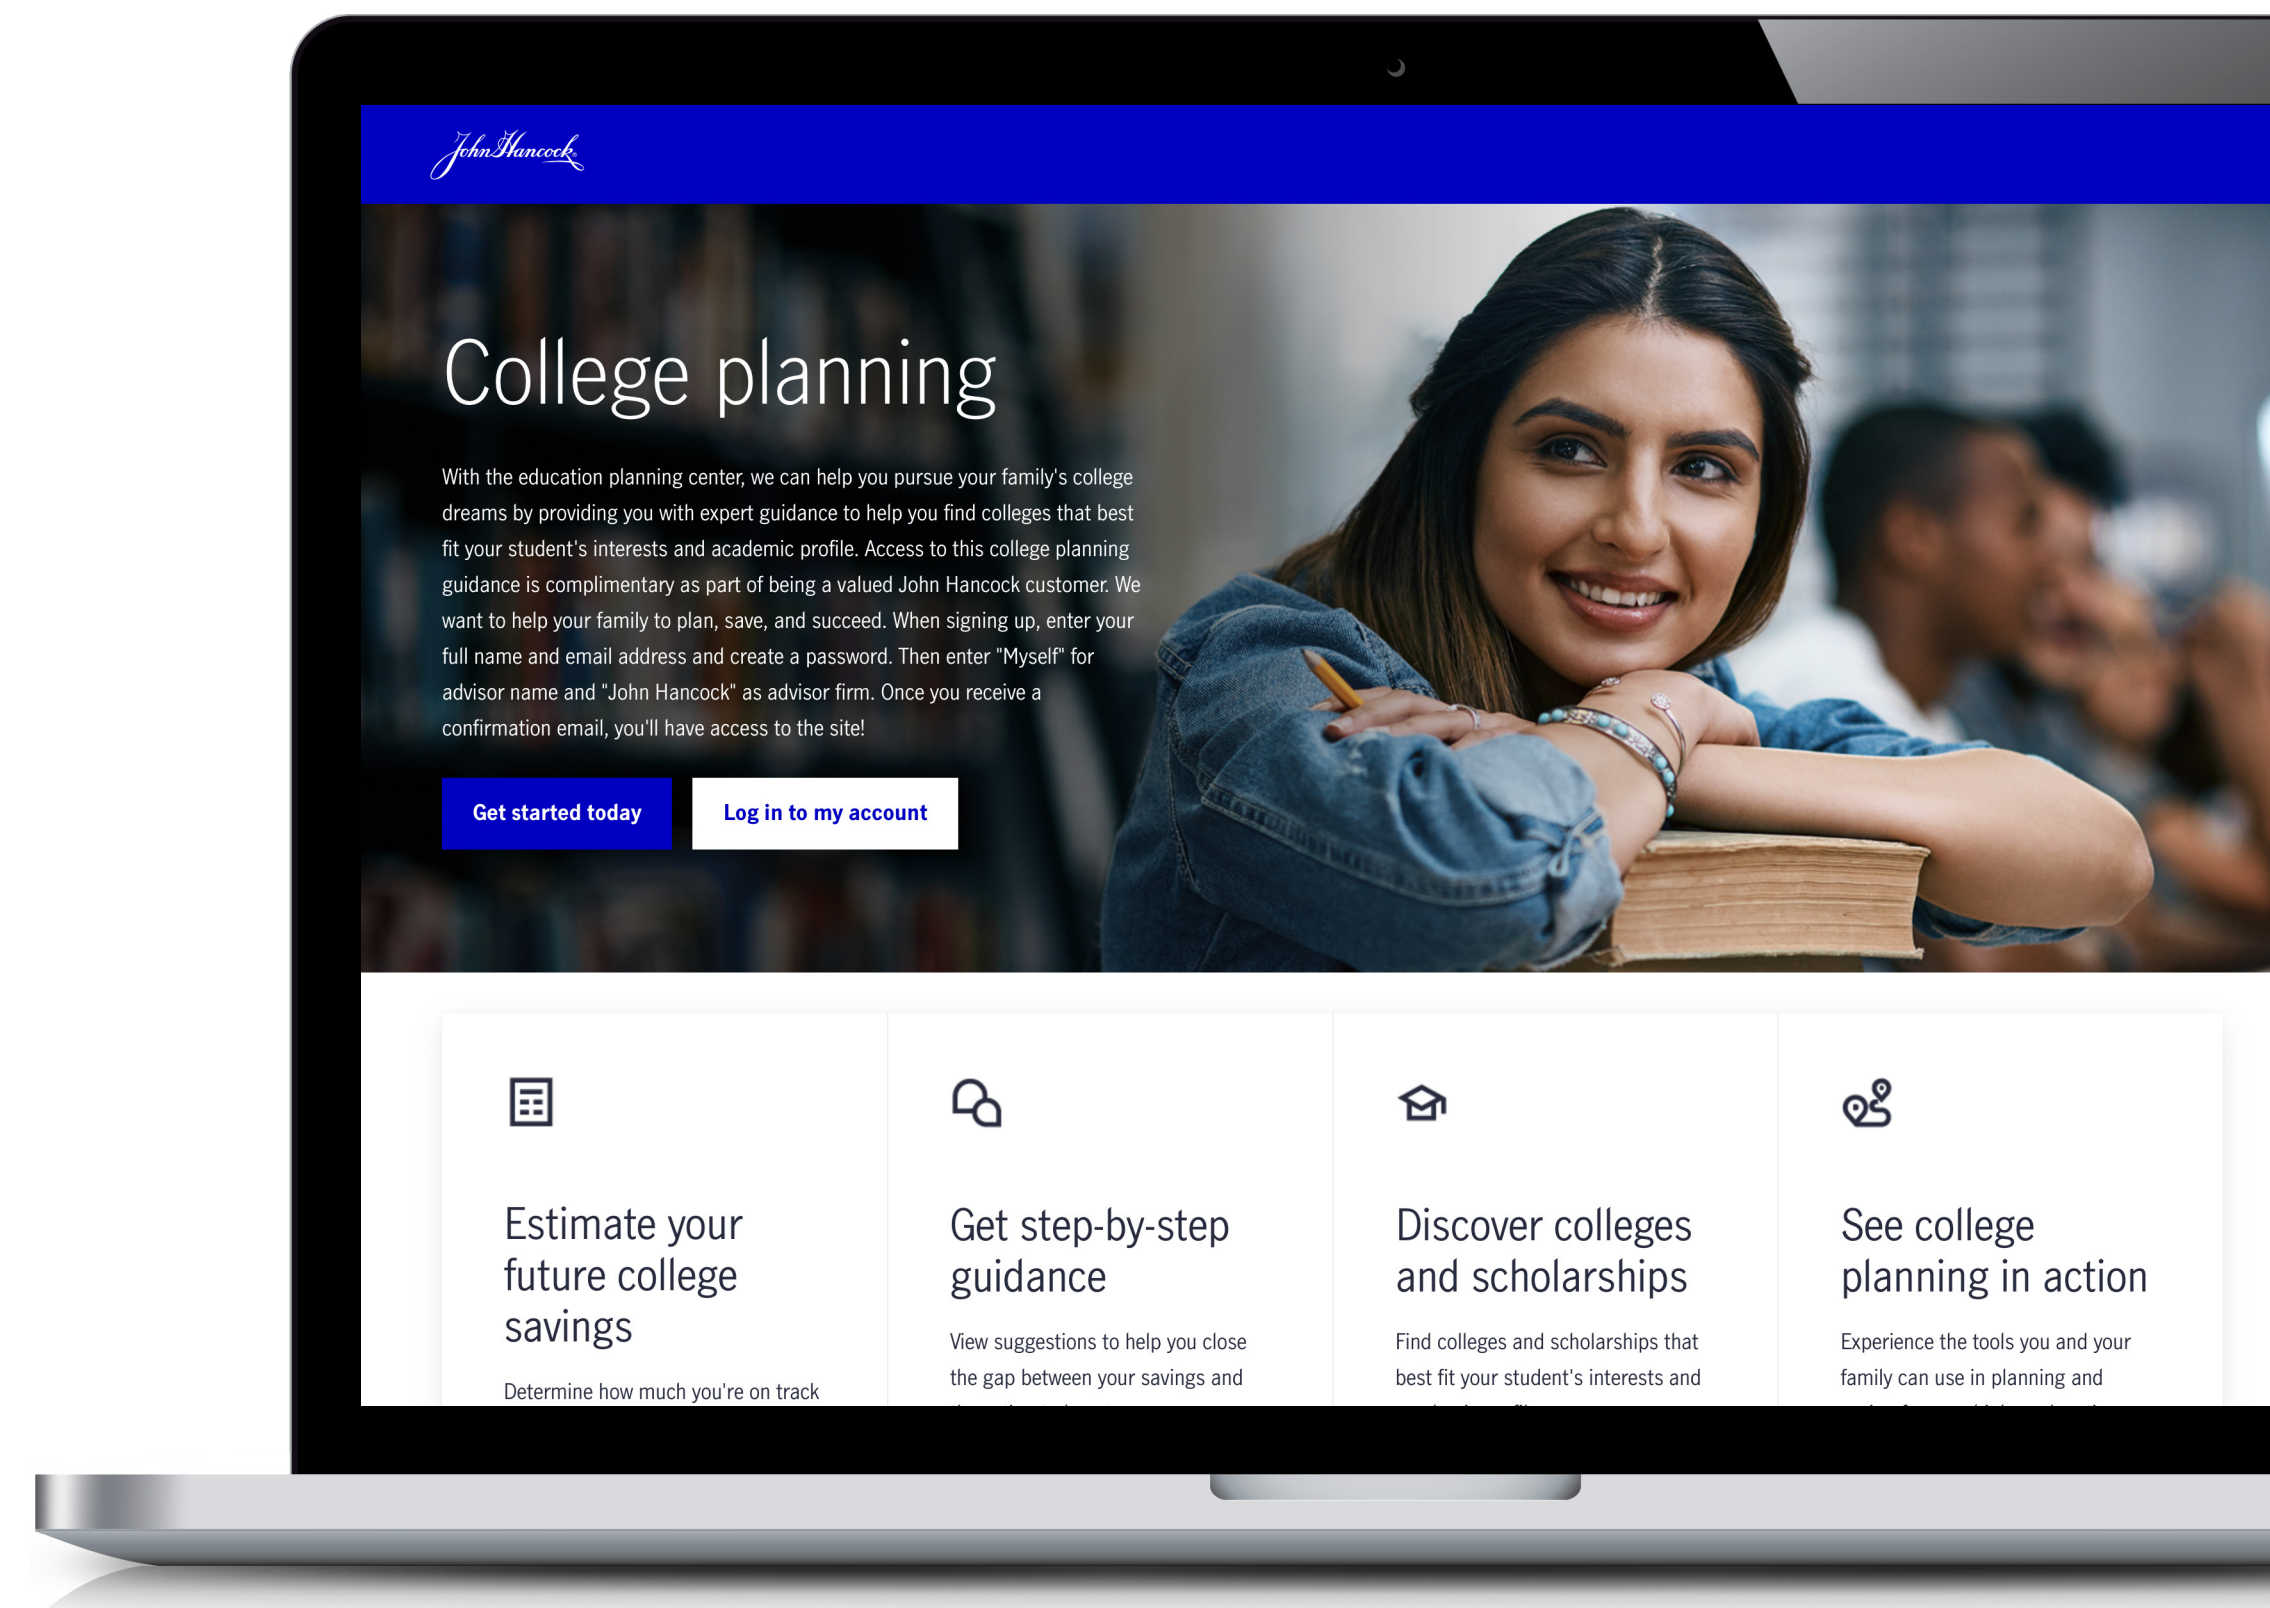 John Hancock®
College planning
With the education planning center, we can help you pursue your family's college
dreams by providing you with expert guidance to help you find colleges that best
fit your student's interests and academic profile. Access to this college planning
guidance is complimentary as part of being a valued John Hancock customer. We
want to help your family to plan, save, and succeed. When signing up, enter your
full name and email address and create a password. Then enter "Myself" for
advisor name and "John Hancock" as advisor firm. Once you receive a
confirmation email, you'll have access to the site!
Get started today
Log in to my account
Estimate your
future college
savings
Determine how much you're on track
Get step-by-step
guidance
View suggestions to help you close
the gap between your savings and
Discover colleges
and scholarships
Find colleges and scholarships that
best fit your student's interests and
See college
planning in action
Experience the tools you and your
family can use in planning and